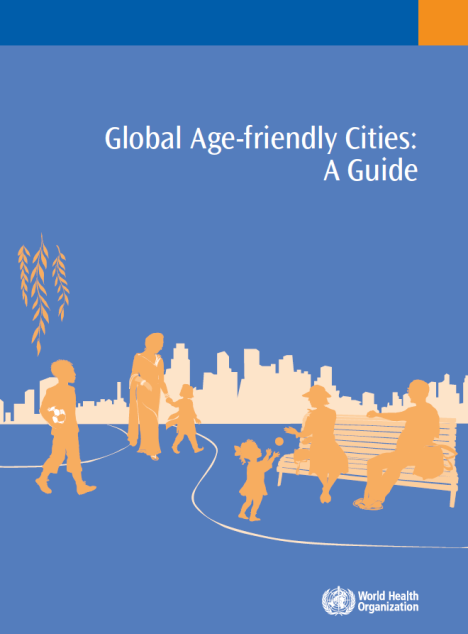 Global Age-friendly Cities:
A Guide
World Health
Organization